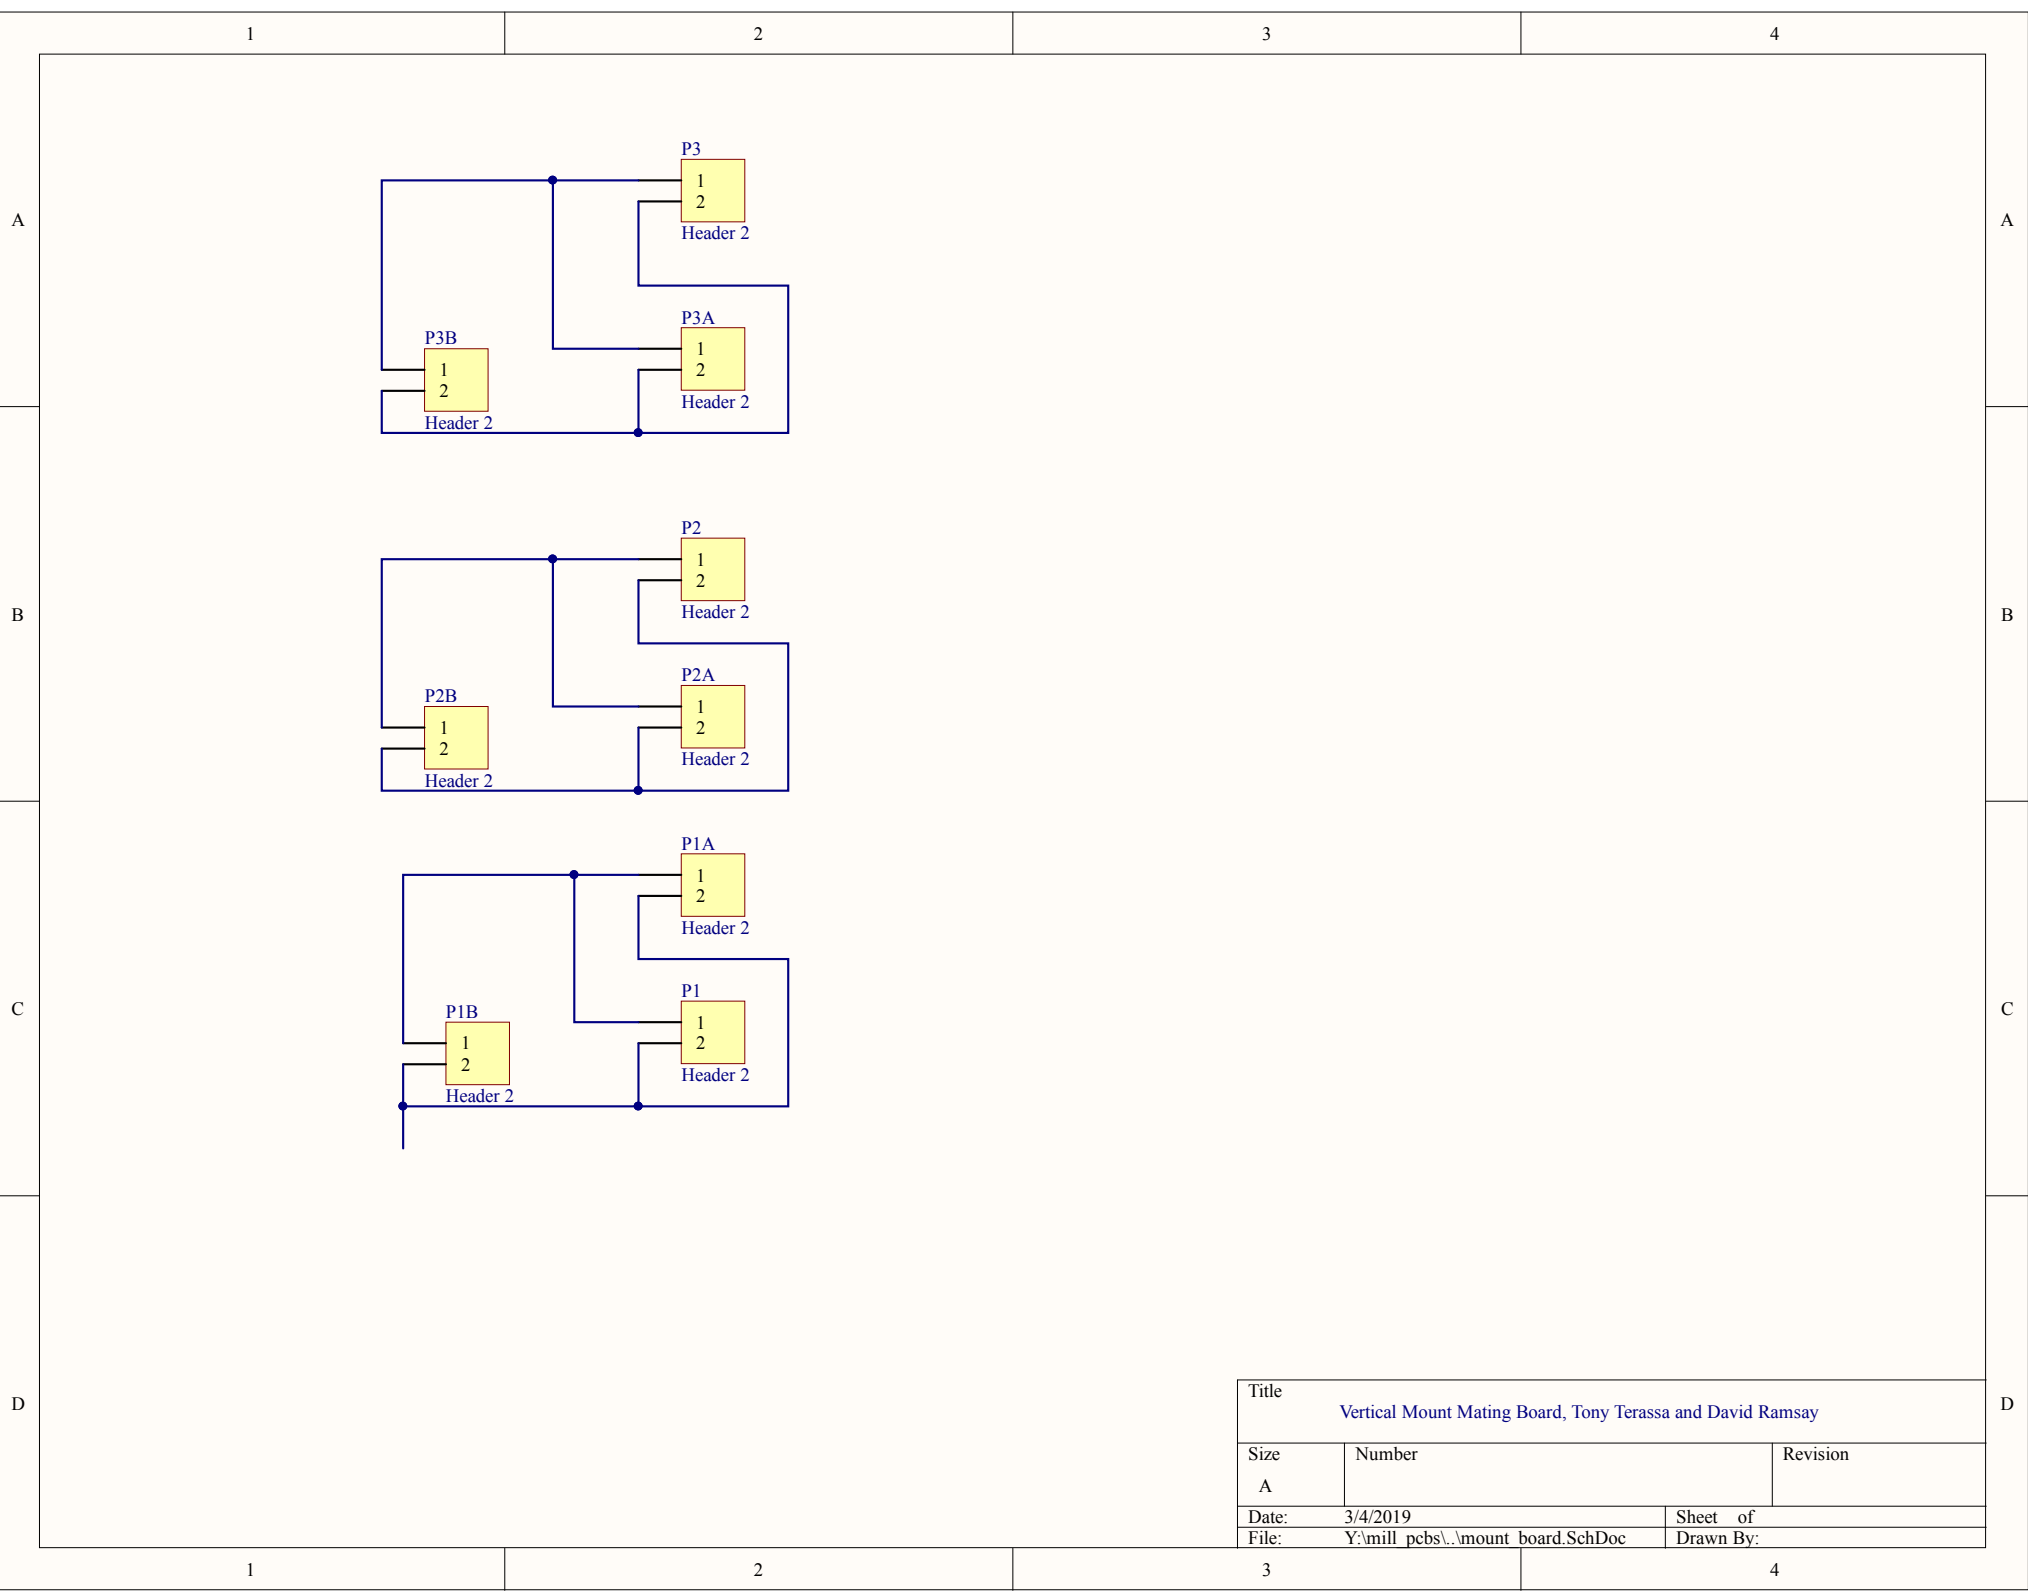 1 2 3 4
P3
1
2
Header 2
A A
P3A
1
2
Header 2
P3B
1
2
Header 2
P2
1
2
Header 2
B B
P2A
1
2
Header 2
P2B
1
2
Header 2
P1A
1
2
Header 2
P1
1
2
Header 2
C C
P1B
1
2
Header 2
D D
Title
Vertical Mount Mating Board, Tony Terassa and David Ramsay
Size Number Revision
A
Date: 3/4/2019 Sheet of
File: Y:\mill_pcbs\..\mount_board.SchDoc Drawn By:
1 2 3 4